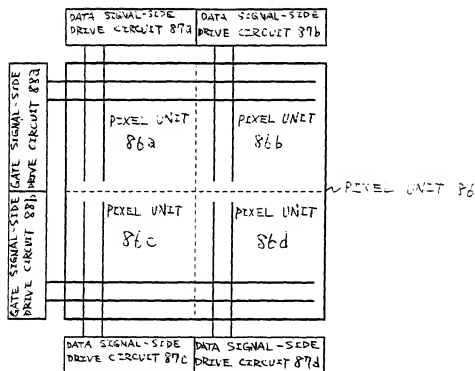 DATA SIGNAL-SIDE
DRIVE CIRCUIT 87a
DATA SIGNAL-SIDE
DRIVE CIRCUIT 87b
GATE SIGNAL-SIDE
DRIVE CIRCUIT 88a
PIXEL UNIT
86a
PIXEL UNIT
86b
PIXEL UNIT 86
GATE SIGNAL-SIDE
DRIVE CIRCUIT 88b
PIXEL UNIT
86c
PIXEL UNIT
86d
DATA SIGNAL-SIDE
DRIVE CIRCUIT 87c
DATA SIGNAL-SIDE
DRIVE CIRCUIT 87d